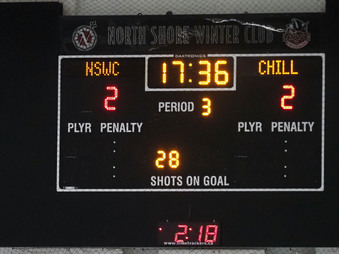 NORTH SHORE WINTER CLUB
DAKTRONICS
NSWC 17:36 CHILL
2 PERIOD 3 2
PLYR PENALTY PLYR PENALTY
28
SHOTS ON GOAL
2:18